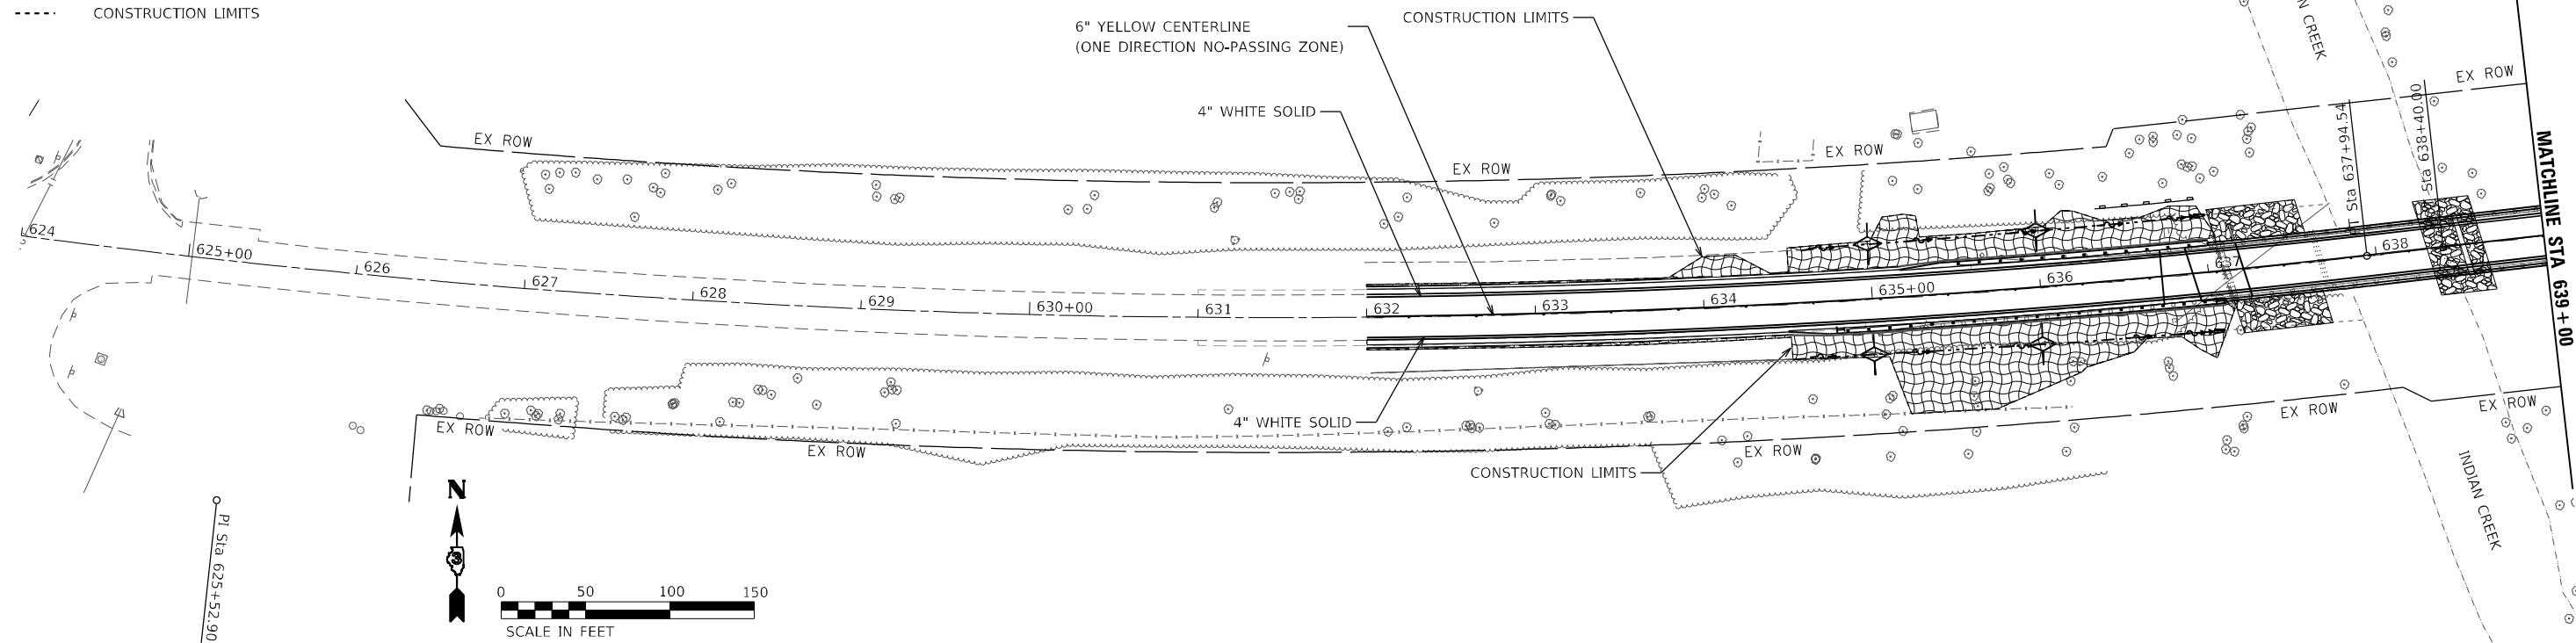 CONSTRUCTION LIMITS
6" YELLOW CENTERLINE
(ONE DIRECTION NO-PASSING ZONE)
CONSTRUCTION LIMITS
4" WHITE SOLID
N CREEK
EX ROW
EX ROW
EX ROW
EX ROW
T Sta 637+94.54
Sta 638+40.00
MATCHLINE STA 639+00
624
625+00
626
627
628
629
630+00
631
632
633
634
635+00
636
637
638
4" WHITE SOLID
CONSTRUCTION LIMITS
EX ROW
EX ROW
EX ROW
EX ROW
EX ROW
INDIAN CREEK
PI Sta 625+52.90
N
3
0 50 100 150
SCALE IN FEET